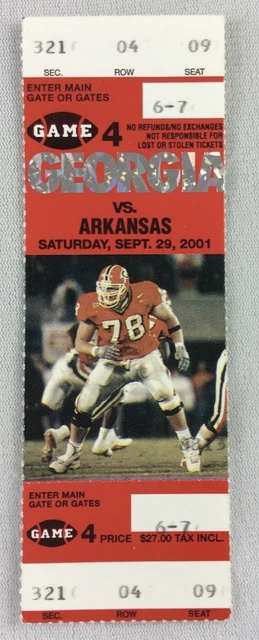 321 04 09
SEC. ROW SEAT
ENTER MAIN
GATE OR GATES
6-7
GAME 4
NO REFUNDS/NO EXCHANGES
NOT RESPONSIBLE FOR
LOST OR STOLEN TICKETS
GEORGIA
VS.
ARKANSAS
SATURDAY, SEPT. 29, 2001
78
ENTER MAIN
GATE OR GATES
6-7
GAME 4 PRICE $27.00 TAX INCL.
321 04 09
SEC. ROW SEAT